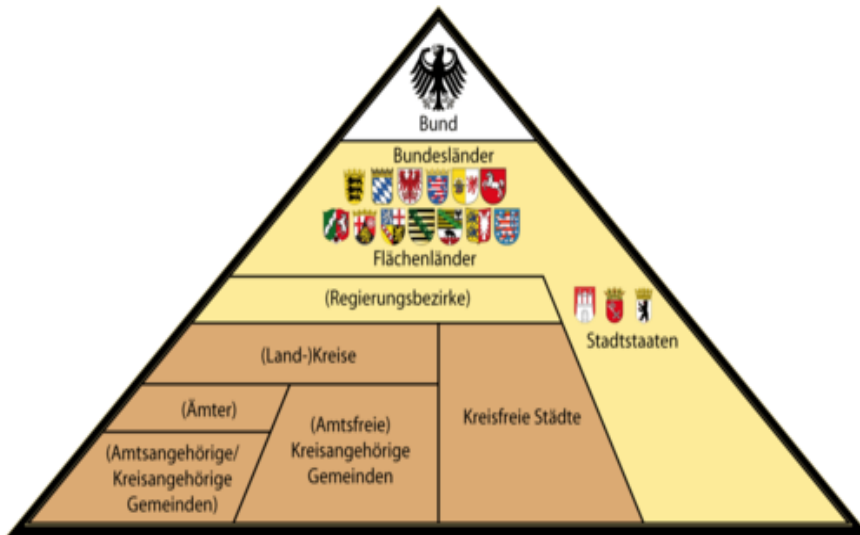 Bund
Bundesländer
Flächenländer
(Regierungsbezirke)
Stadtstaaten
(Land-)Kreise
Kreisfreie Städte
(Ämter)
(Amtsfreie)
Kreisangehörige
Gemeinden
(Amtsangehörige/
Kreisangehörige
Gemeinden)